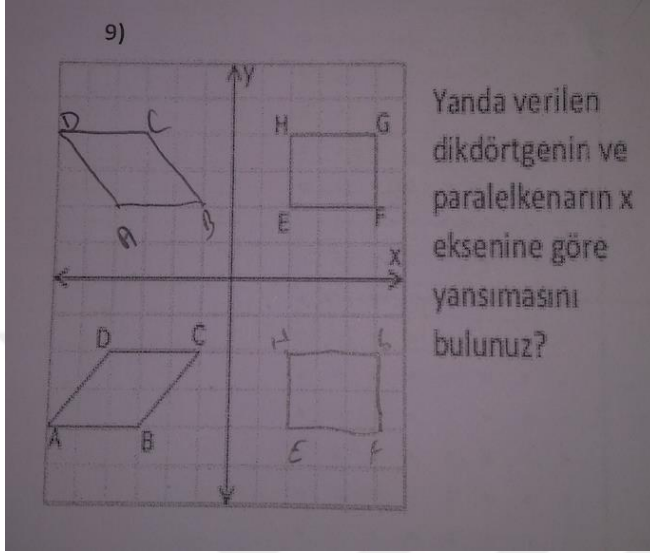 9)
y
D C H G
Yanda verilen
dikdörtgenin ve
paralelkenarın x
A B E F
eksenine göre
x
yansımasını
D C
bulunuz?
A B
E F